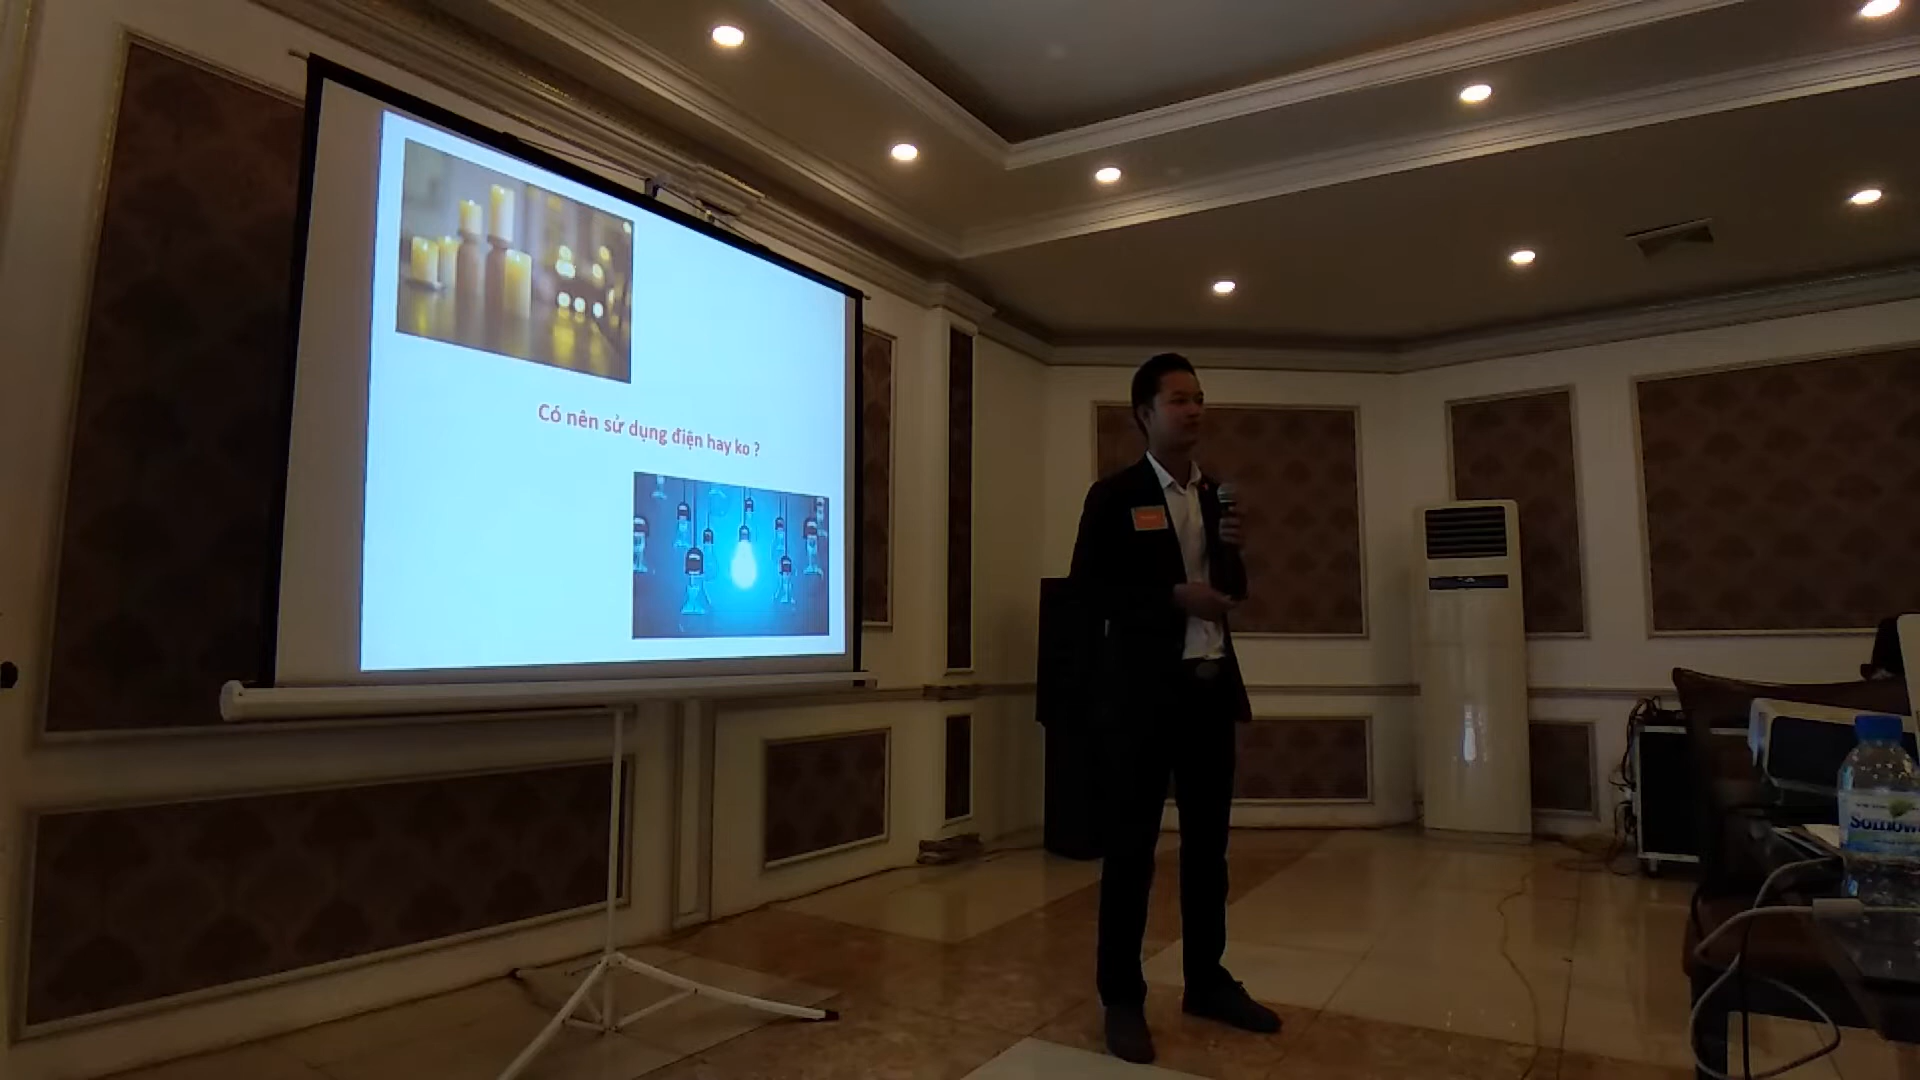 Có nên sử dụng điện hay ko ?